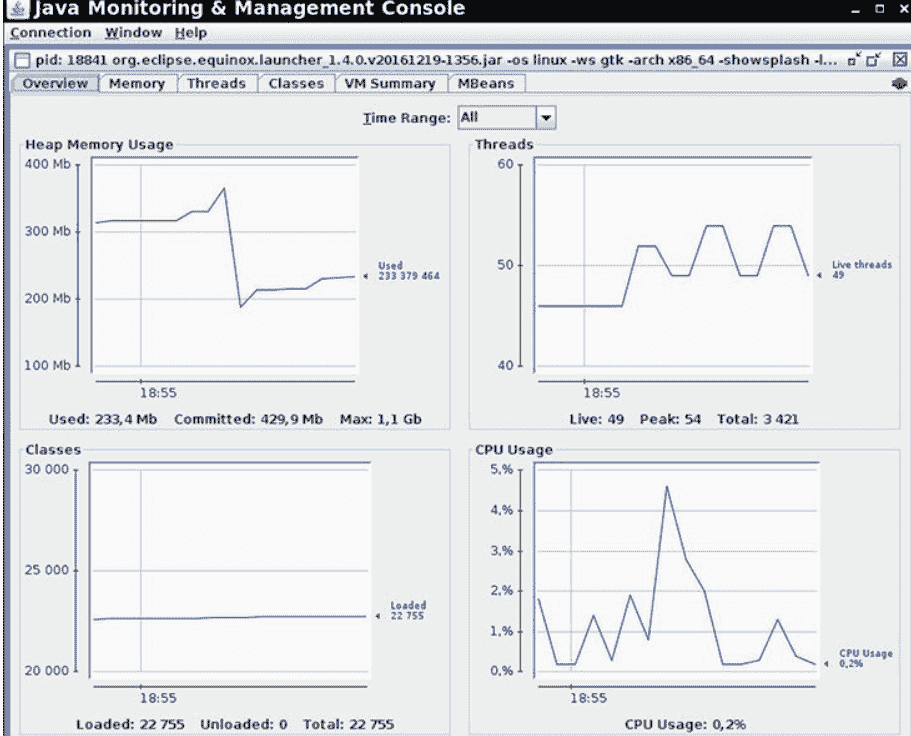 Java Monitoring & Management Console
Connection Window Help
pid: 18841 org.eclipse.equinox.launcher_1.4.0.v20161219-1356.jar -os linux -ws gtk -arch x86_64 -showsplash -l...
Overview Memory Threads Classes VM Summary MBeans
Time Range: All
Heap Memory Usage
400 Mb
300 Mb
200 Mb
100 Mb
Used
233 379 464
18:55
Used: 233,4 Mb Committed: 429,9 Mb Max: 1,1 Gb
Threads
60
50
40
Live threads
49
18:55
Live: 49 Peak: 54 Total: 3 421
Classes
30 000
25 000
20 000
Loaded
22 755
18:55
Loaded: 22 755 Unloaded: 0 Total: 22 755
CPU Usage
5,%
4,%
3,%
2,%
1,%
0,%
CPU Usage
0,2%
18:55
CPU Usage: 0,2%